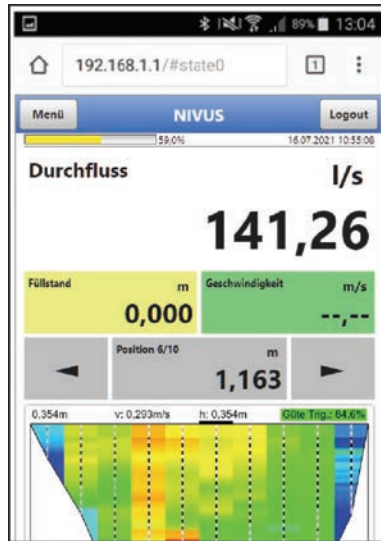 89% 13:04
192.168.1.1/#state0 1
Menü NIVUS Logout
59,0% 16.07.2021 10:55:08
Durchfluss l/s
141,26
Füllstand m Geschwindigkeit m/s
0,000 --,--
Position 6/10 m
1,163
0,354m v: 0,293m/s h: 0,354m Güte Trig.: 84,6%